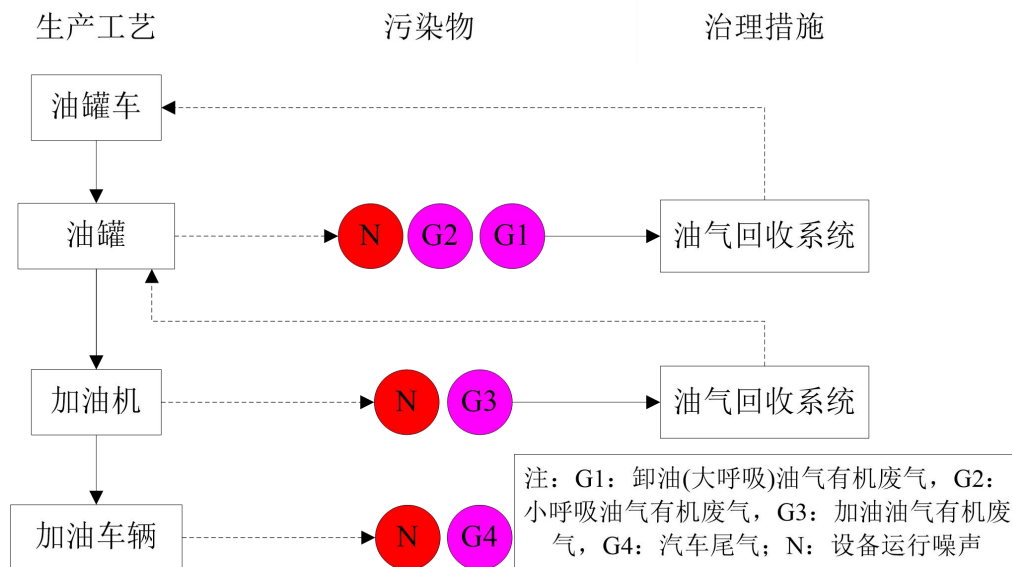 生产工艺 污染物 治理措施
油罐车
油罐 N G2 G1 油气回收系统
加油机 N G3 油气回收系统
加油车辆 N G4
注：G1：卸油(大呼吸)油气有机废气，G2：
小呼吸油气有机废气，G3：加油油气有机废
气，G4：汽车尾气；N：设备运行噪声